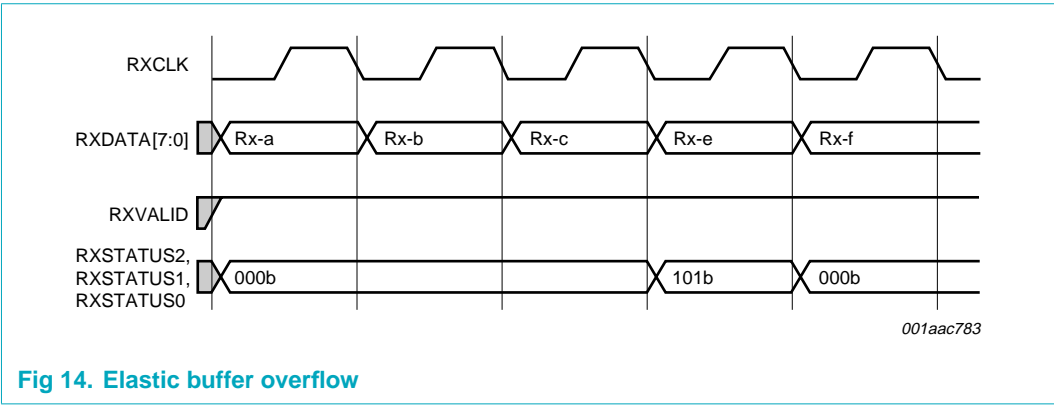 RXCLK
RXDATA[7:0] Rx-a Rx-b Rx-c Rx-e Rx-f
RXVALID
RXSTATUS2,
RXSTATUS1, 000b 101b 000b
RXSTATUS0
001aac783
Fig 14. Elastic buffer overflow